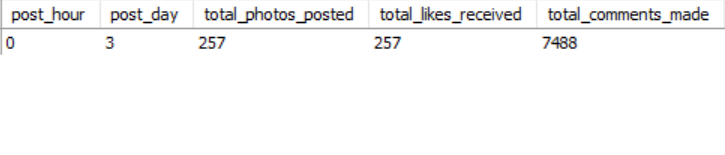 post_hour post_day total_photos_posted total_likes_received total_comments_made
0 3 257 257 7488